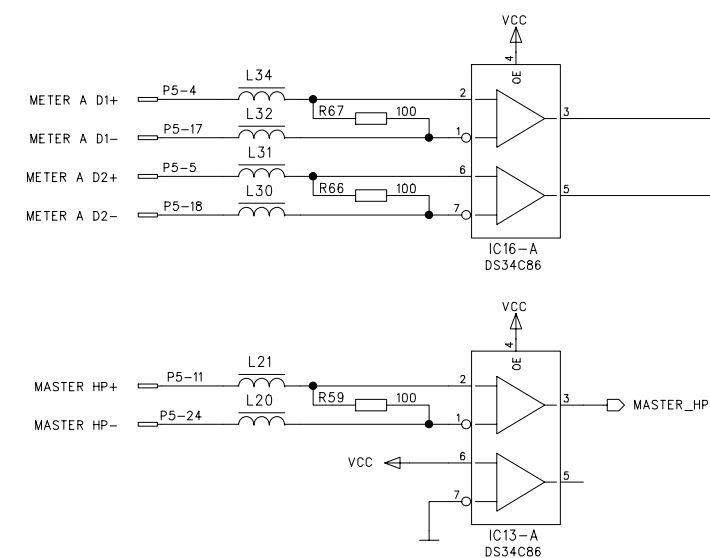 VCC
4
OE
L34
METER A D1+ P5-4 2
R67 100 3
L32
METER A D1- P5-17 1
L31
METER A D2+ P5-5 6
R66 100 5
L30
METER A D2- P5-18 7
IC16-A
DS34C86
VCC
4
OE
L21
MASTER HP+ P5-11 2
R59 100 3 MASTER_HP
L20
MASTER HP- P5-24 1
VCC 6
5
7
IC13-A
DS34C86